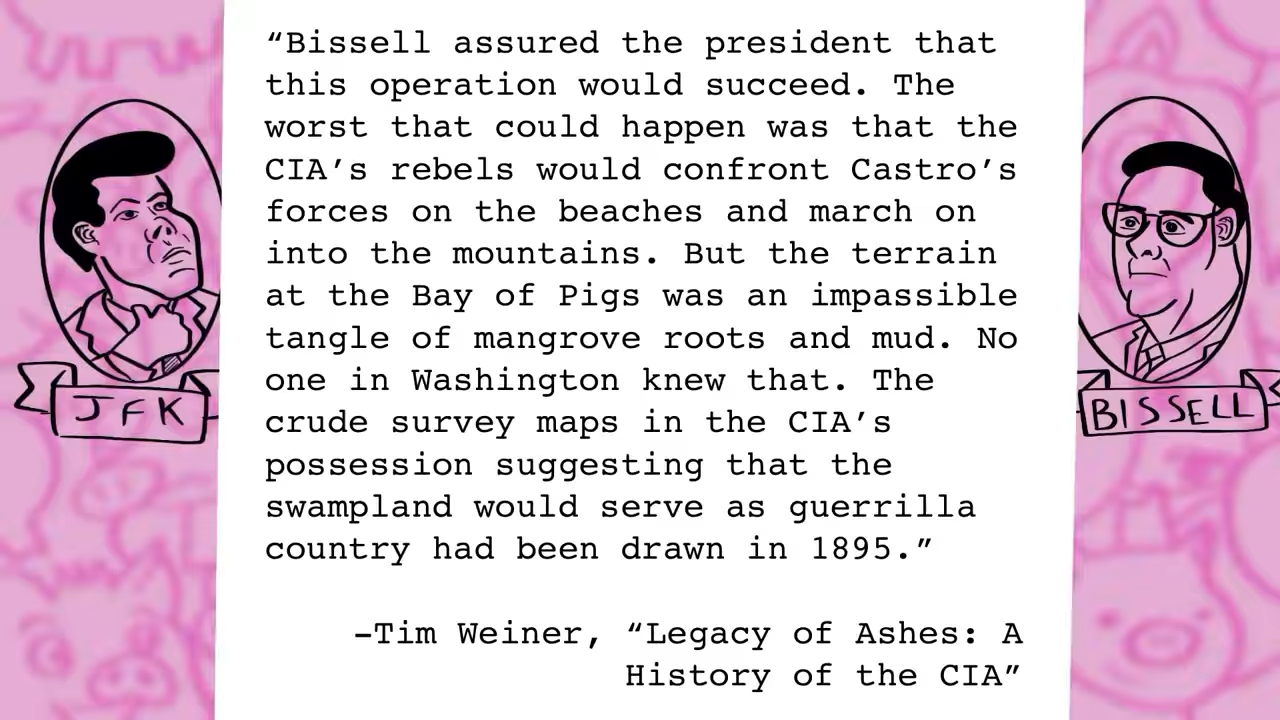 “Bissell assured the president that
this operation would succeed. The
worst that could happen was that the
CIA’s rebels would confront Castro’s
forces on the beaches and march on
into the mountains. But the terrain
at the Bay of Pigs was an impassible
tangle of mangrove roots and mud. No
one in Washington knew that. The
crude survey maps in the CIA’s
possession suggesting that the
swampland would serve as guerrilla
country had been drawn in 1895.”
–Tim Weiner, “Legacy of Ashes: A
History of the CIA”
JFK
BISSELL